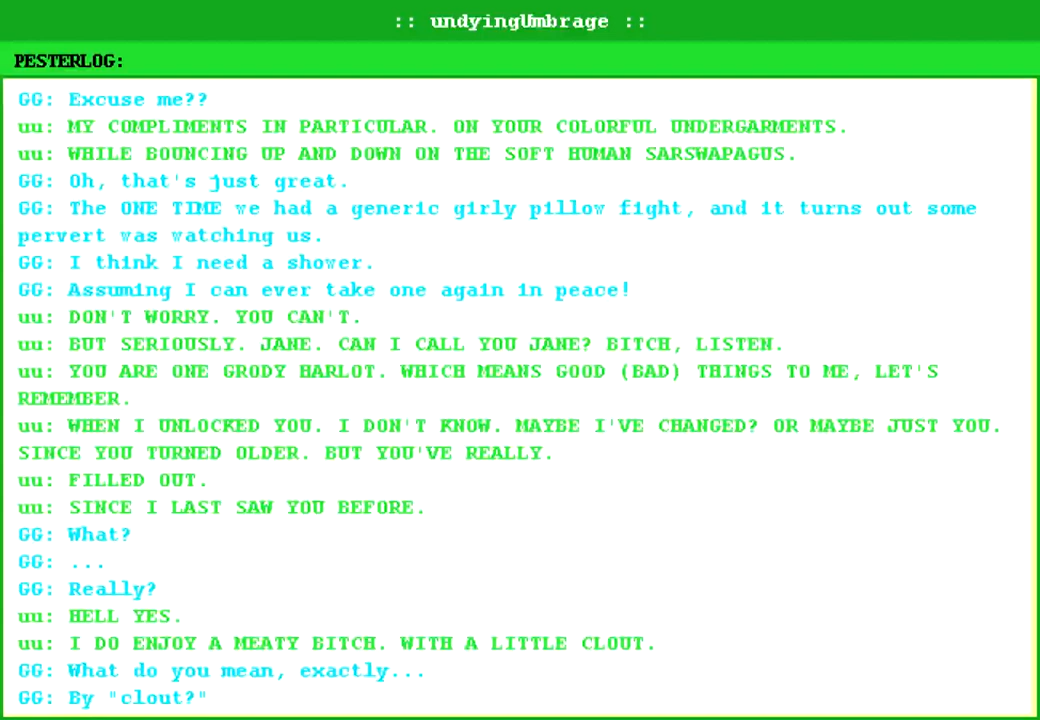 :: undyingUmbrage ::
PESTERLOG:
GG: Excuse me??
uu: MY COMPLIMENTS IN PARTICULAR. ON YOUR COLORFUL UNDERGARMENTS.
uu: WHILE BOUNCING UP AND DOWN ON THE SOFT HUMAN SARSWAPAGUS.
GG: Oh, that's just great.
GG: The ONE TIME we had a generic girly pillow fight, and it turns out some
pervert was watching us.
GG: I think I need a shower.
GG: Assuming I can ever take one again in peace!
uu: DON'T WORRY. YOU CAN'T.
uu: BUT SERIOUSLY. JANE. CAN I CALL YOU JANE? BITCH, LISTEN.
uu: YOU ARE ONE GRODY HARLOT. WHICH MEANS GOOD (BAD) THINGS TO ME, LET'S
REMEMBER.
uu: WHEN I UNLOCKED YOU. I DON'T KNOW. MAYBE I'VE CHANGED? OR MAYBE JUST YOU.
SINCE YOU TURNED OLDER. BUT YOU'VE REALLY.
uu: FILLED OUT.
uu: SINCE I LAST SAW YOU BEFORE.
GG: What?
GG: ...
GG: Really?
uu: HELL YES.
uu: I DO ENJOY A MEATY BITCH. WITH A LITTLE CLOUT.
GG: What do you mean, exactly...
GG: By "clout?"